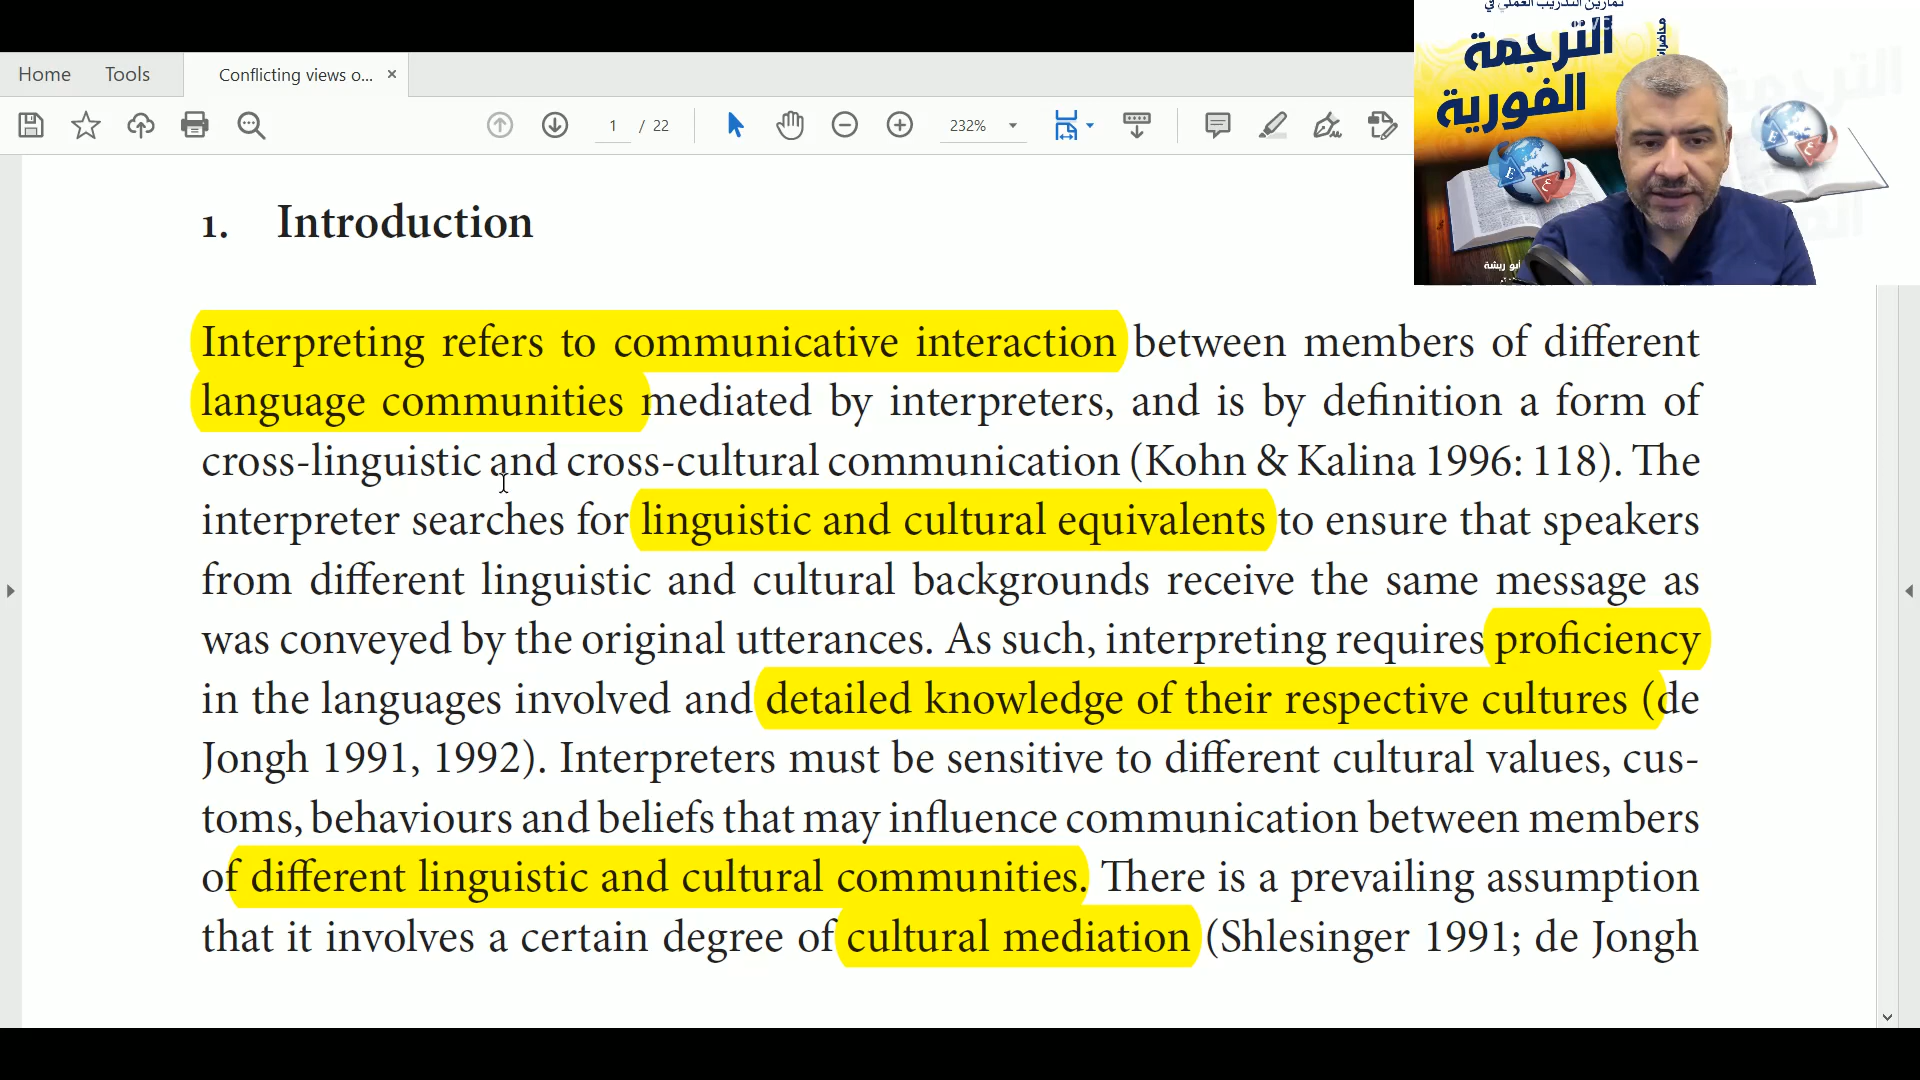 Home Tools Conflicting views o... ×
1 / 22 232%
تمارين التدريب العملي في
الترجمة
الفورية
E ع
E ع
أبو ريشة
1. Introduction
Interpreting refers to communicative interaction between members of different
language communities mediated by interpreters, and is by definition a form of
cross-linguistic and cross-cultural communication (Kohn & Kalina 1996: 118). The
interpreter searches for linguistic and cultural equivalents to ensure that speakers
from different linguistic and cultural backgrounds receive the same message as
was conveyed by the original utterances. As such, interpreting requires proficiency
in the languages involved and detailed knowledge of their respective cultures (de
Jongh 1991, 1992). Interpreters must be sensitive to different cultural values, cus-
toms, behaviours and beliefs that may influence communication between members
of different linguistic and cultural communities. There is a prevailing assumption
that it involves a certain degree of cultural mediation (Shlesinger 1991; de Jongh